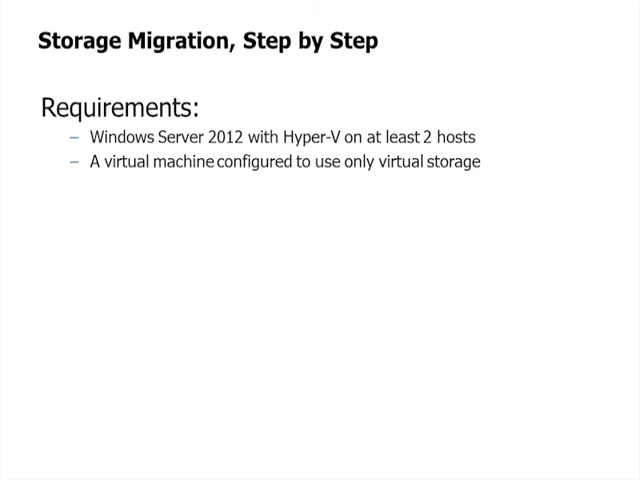 Storage Migration, Step by Step
Requirements:
– Windows Server 2012 with Hyper-V on at least 2 hosts
– A virtual machine configured to use only virtual storage